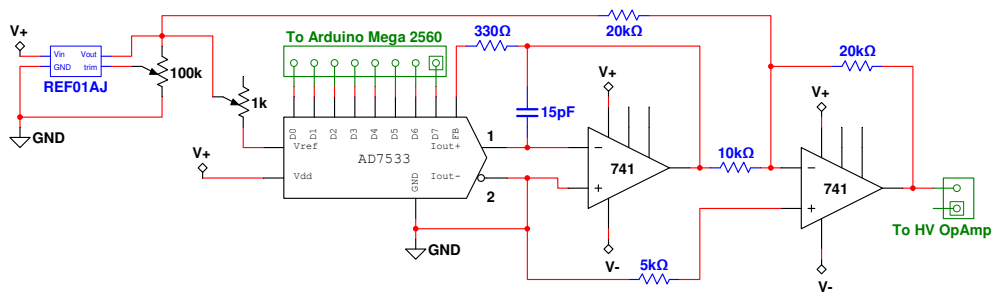 V+
Vin
Vout
GND
trim
REF01AJ
100k
GND
1k
V+
To Arduino Mega 2560
D0
D1
D2
D3
D4
D5
D6
D7
FB
Vref
Iout+
AD7533
Vdd
GND
Iout-
1
2
GND
330Ω
15pF
20kΩ
V+
741
V-
10kΩ
5kΩ
20kΩ
V+
741
V-
To HV OpAmp